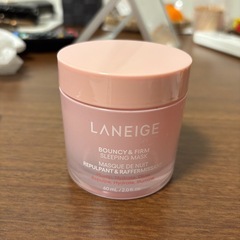 LANEIGE
BOUNCY & FIRM
SLEEPING MASK
MASQUE DE NUIT
REPULPANT & RAFFERMISSANT